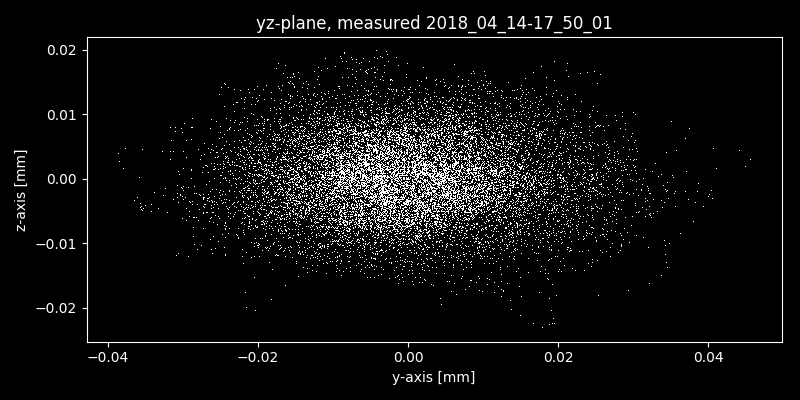 yz-plane, measured 2018_04_14-17_50_01
0.02
0.01
0.00
−0.01
−0.02
z-axis [mm]
−0.04 −0.02 0.00 0.02 0.04
y-axis [mm]